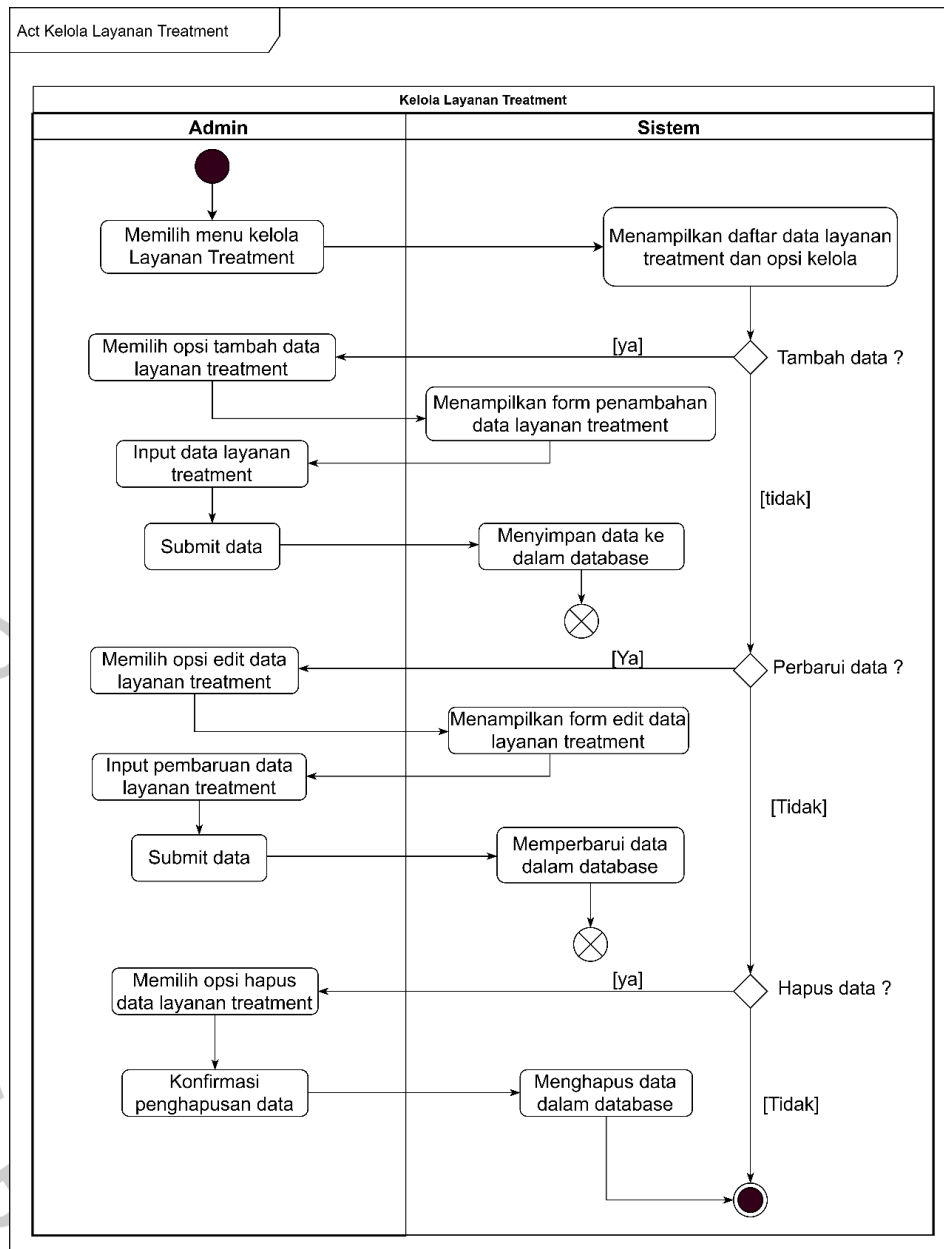 Act Kelola Layanan Treatment
Kelola Layanan Treatment
Admin
Sistem
Memilih menu kelola
Layanan Treatment
Menampilkan daftar data layanan
treatment dan opsi kelola
Memilih opsi tambah data
layanan treatment
[ya]
Tambah data ?
Menampilkan form penambahan
data layanan treatment
Input data layanan
treatment
[tidak]
Submit data
Menyimpan data ke
dalam database
Memilih opsi edit data
layanan treatment
[Ya]
Perbarui data ?
Menampilkan form edit data
layanan treatment
Input pembaruan data
layanan treatment
[Tidak]
Submit data
Memperbarui data
dalam database
Memilih opsi hapus
data layanan treatment
[ya]
Hapus data ?
Konfirmasi
penghapusan data
Menghapus data
dalam database
[Tidak]